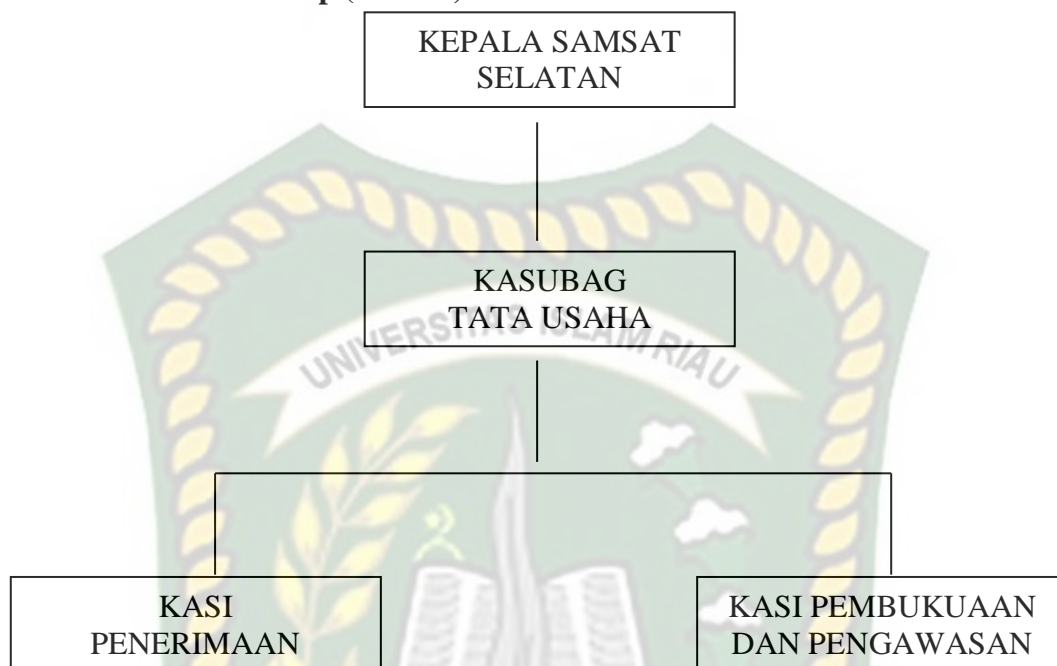 KEPALA SAMSAT
SELATAN
KASUBAG
TATA USAHA
UNIVERSITAS ISLAM RIAU
KASI
PENERIMAAN
KASI PEMBUKUAAN
DAN PENGAWASAN